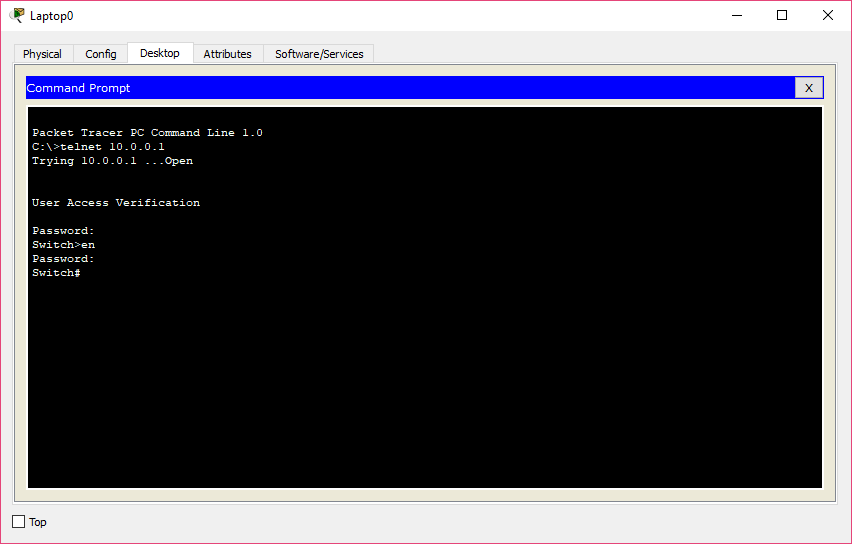 Laptop0
Physical Config Desktop Attributes Software/Services
Command Prompt X
Packet Tracer PC Command Line 1.0
C:\>telnet 10.0.0.1
Trying 10.0.0.1 ...Open
User Access Verification
Password:
Switch>en
Password:
Switch#
Top